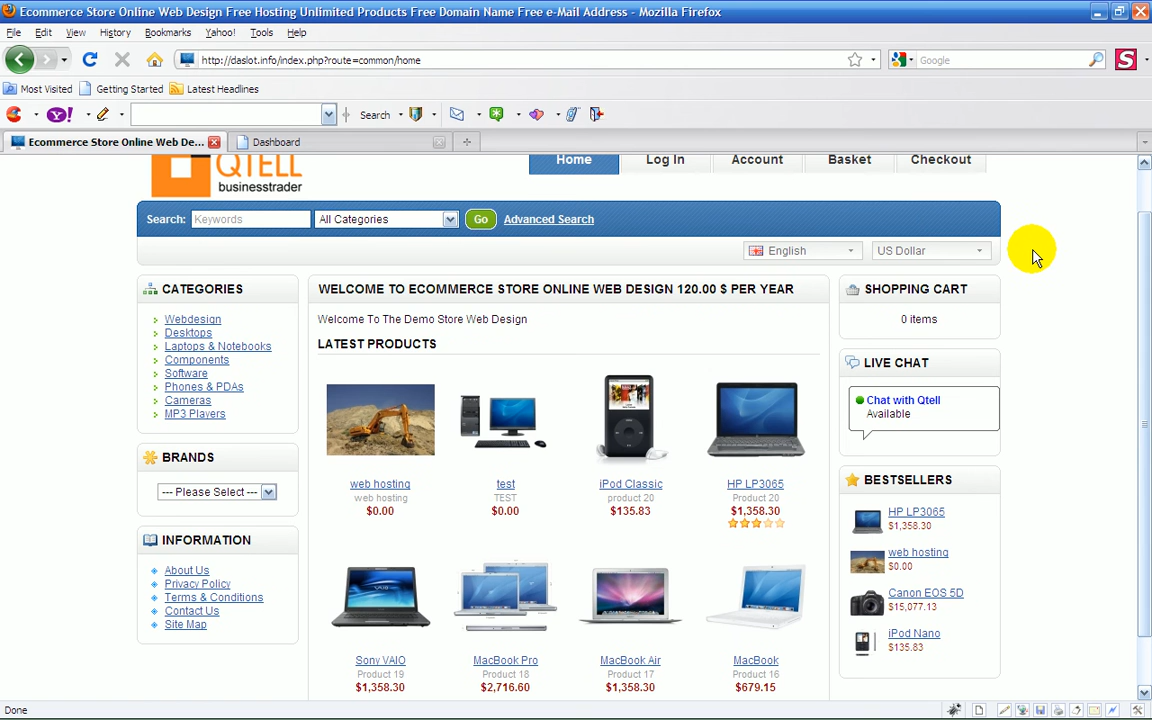 Ecommerce Store Online Web Design Free Hosting Unlimited Products Free Domain Name Free e-Mail Address - Mozilla Firefox
File Edit View History Bookmarks Yahoo! Tools Help
http://daslot.info/index.php?route=common/home
Google
S
Most Visited Getting Started Latest Headlines
Y! Search
Ecommerce Store Online Web De... Dashboard
QTELL
businesstrader
Home Log In Account Basket Checkout
Search: Keywords All Categories Go Advanced Search
English US Dollar
CATEGORIES
Webdesign
Desktops
Laptops & Notebooks
Components
Software
Phones & PDAs
Cameras
MP3 Players
BRANDS
--- Please Select ---
INFORMATION
About Us
Privacy Policy
Terms & Conditions
Contact Us
Site Map
WELCOME TO ECOMMERCE STORE ONLINE WEB DESIGN 120.00 $ PER YEAR
Welcome To The Demo Store Web Design
LATEST PRODUCTS
web hosting test iPod Classic HP LP3065
web hosting TEST product 20 Product 20
$0.00 $0.00 $135.83 $1,358.30
Sony VAIO MacBook Pro MacBook Air MacBook
Product 19 Product 18 Product 17 Product 16
$1,358.30 $2,716.60 $1,358.30 $679.15
SHOPPING CART
0 items
LIVE CHAT
Chat with Qtell
Available
BESTSELLERS
HP LP3065
$1,358.30
web hosting
$0.00
Canon EOS 5D
$15,077.13
iPod Nano
$135.83
Done